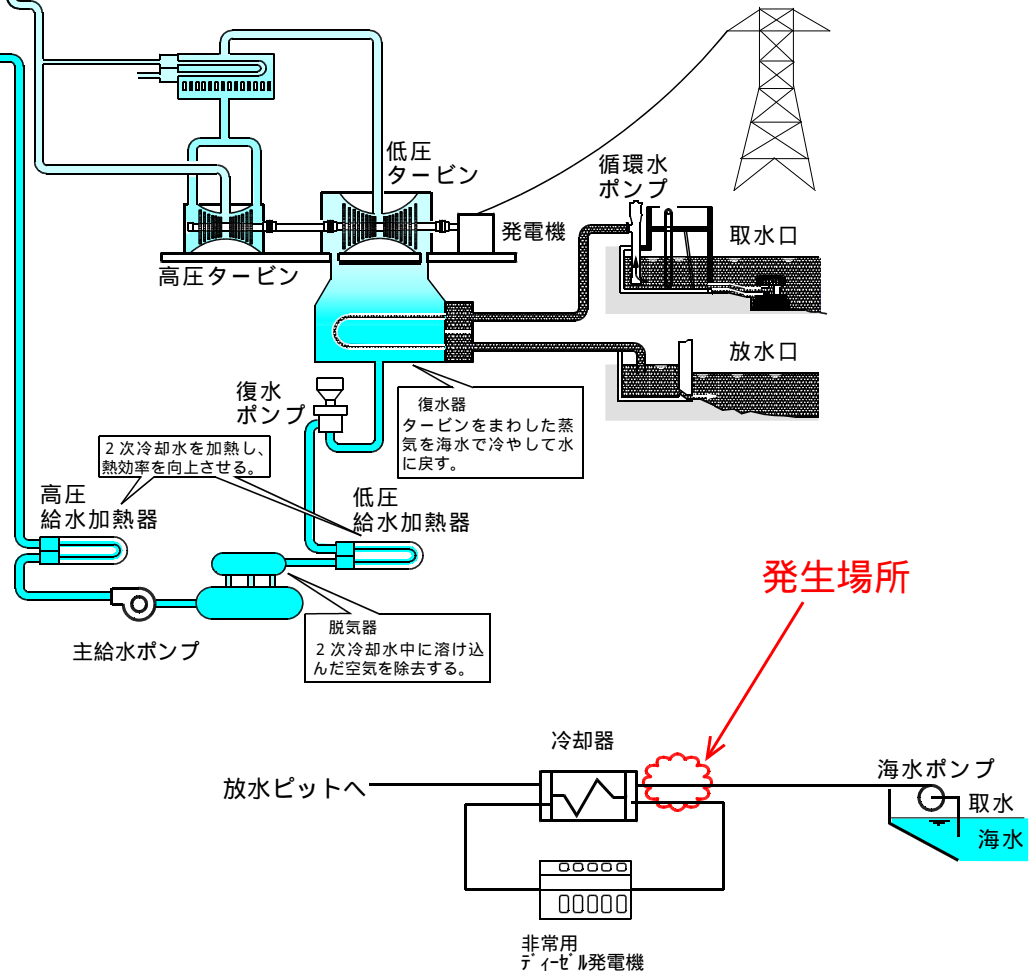 低圧
タービン
循環水
ポンプ
発電機
取水口
高圧タービン
放水口
復水
ポンプ
復水器
タービンをまわした蒸
気を海水で冷やして水
に戻す。
2次冷却水を加熱し、
熱効率を向上させる。
高圧
給水加熱器
低圧
給水加熱器
発生場所
脱気器
2次冷却水中に溶け込
んだ空気を除去する。
主給水ポンプ
冷却器
放水ピットへ
海水ポンプ
取水
海水
非常用
ディーゼル発電機